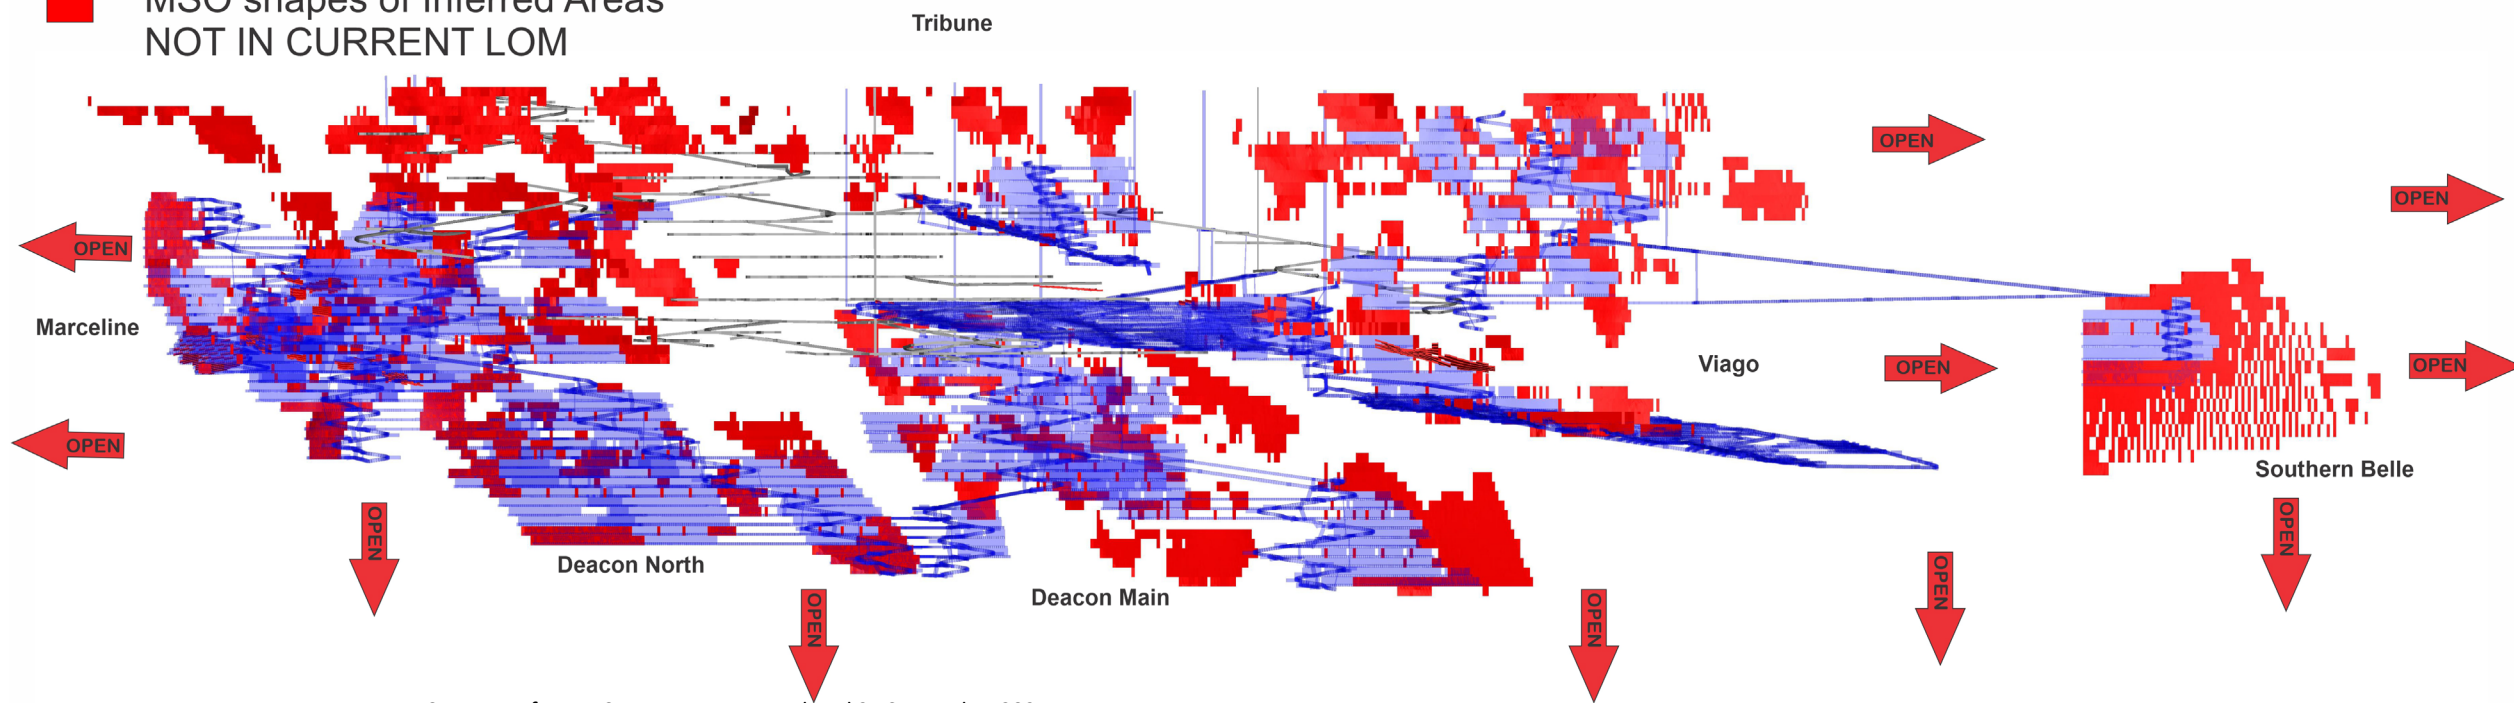 MSO shapes of Inferred Areas
NOT IN CURRENT LOM
Tribune
OPEN
OPEN
OPEN
Marceline
Viago
OPEN
OPEN
OPEN
Southern Belle
OPEN
OPEN
OPEN
Deacon North
Deacon Main
OPEN
OPEN
OPEN